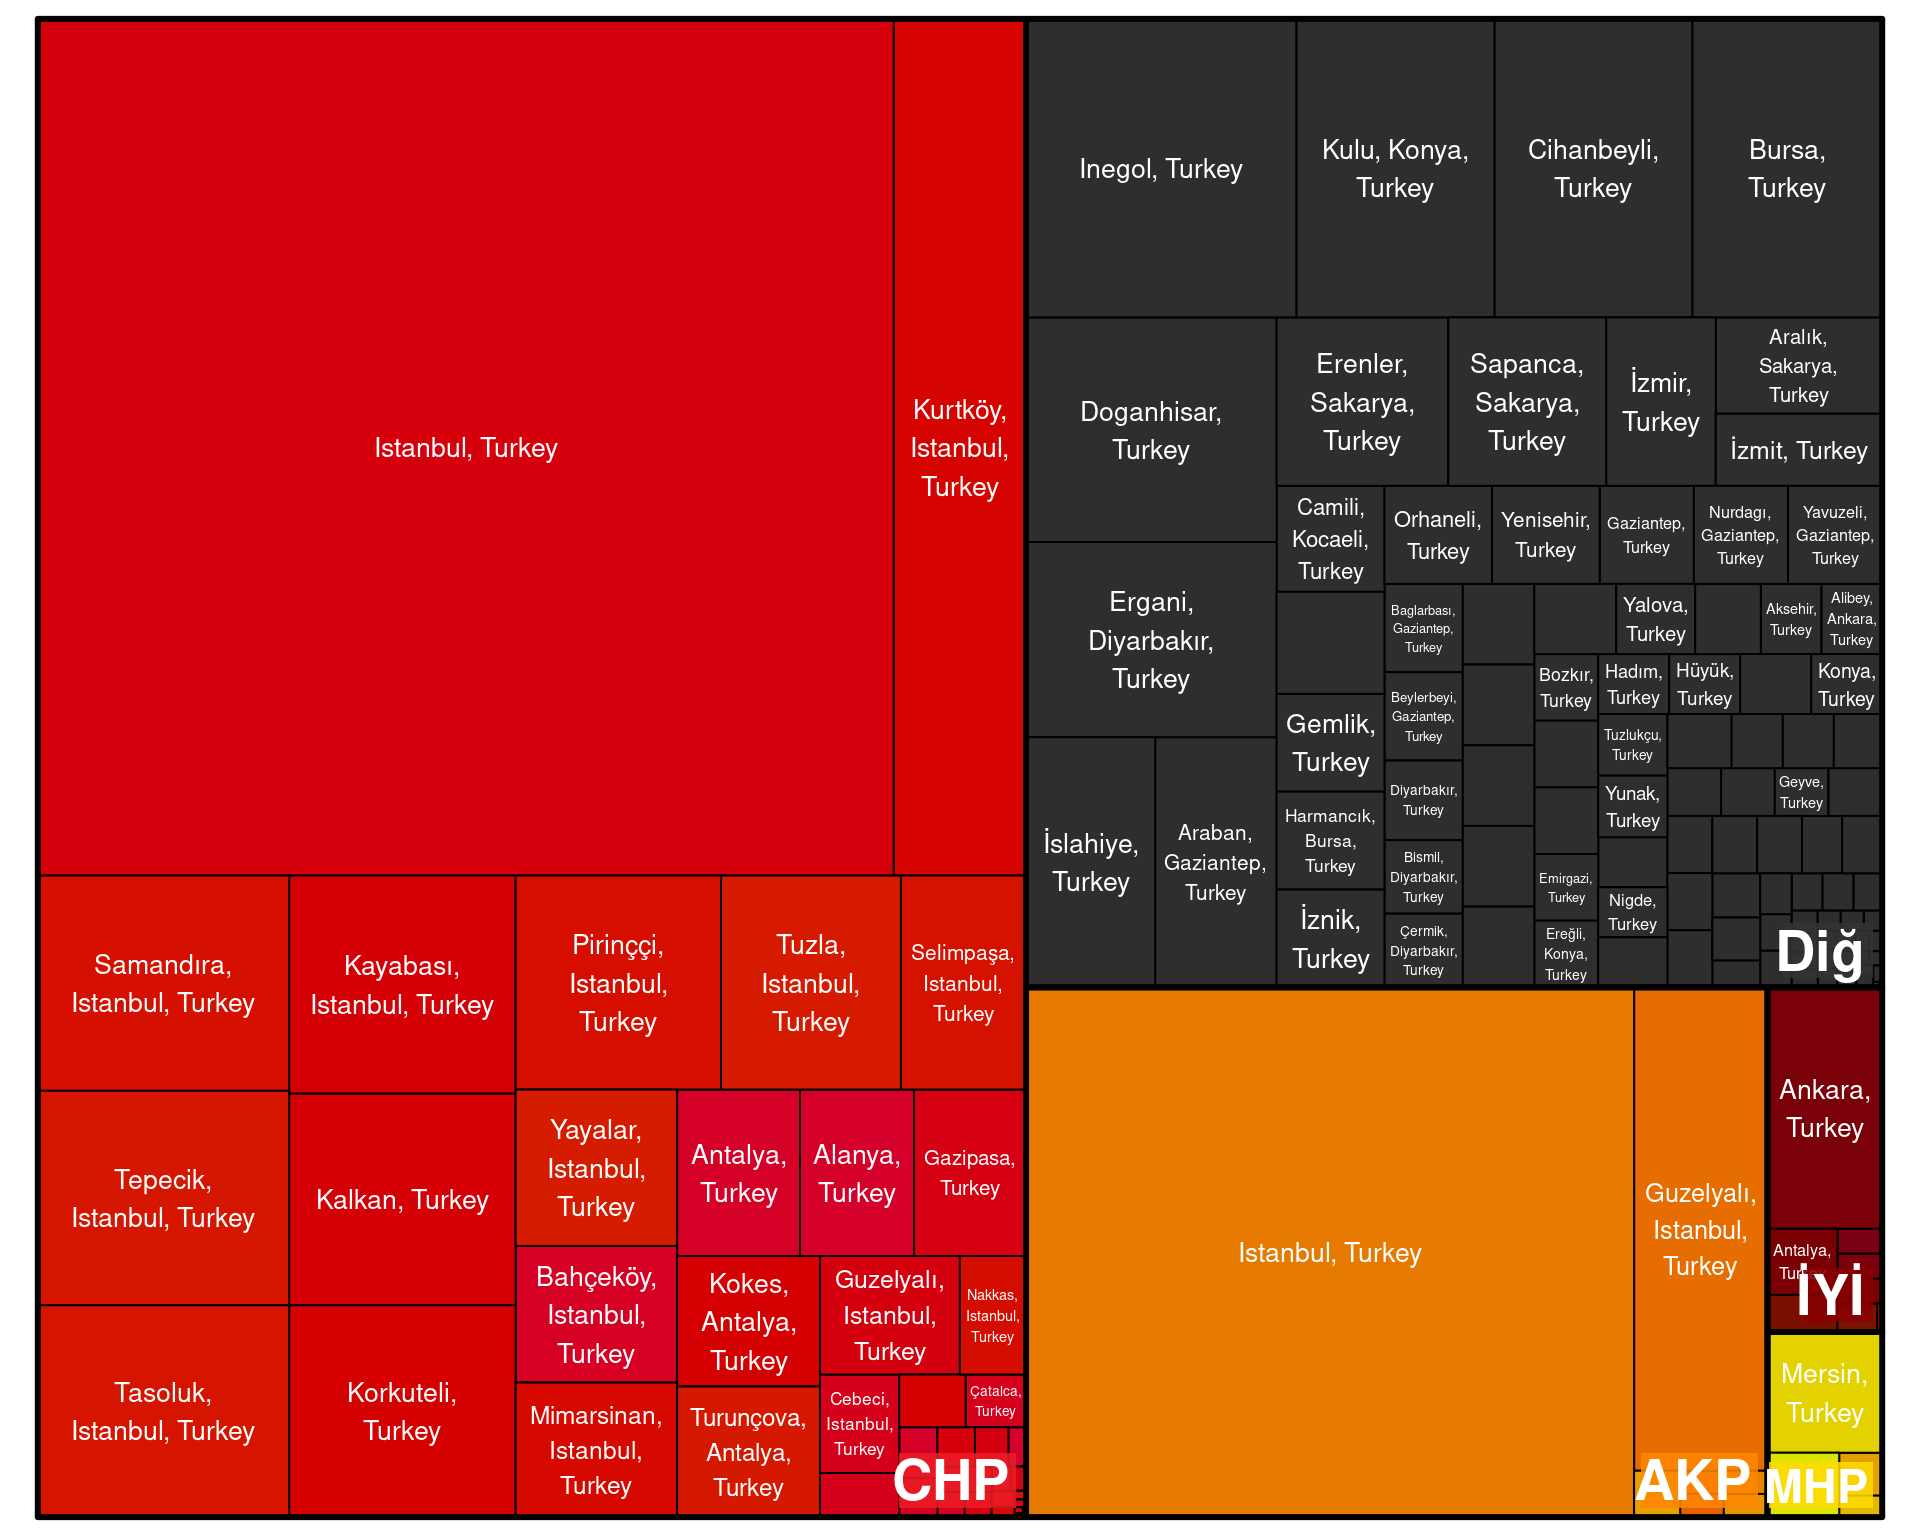 Istanbul, Turkey
Kurtköy,
Istanbul,
Turkey
Samandıra,
Istanbul, Turkey
Kayabası,
Istanbul, Turkey
Pirinççi,
Istanbul,
Turkey
Tuzla,
Istanbul,
Turkey
Selimpaşa,
Istanbul,
Turkey
Tepecik,
Istanbul, Turkey
Kalkan, Turkey
Yayalar,
Istanbul,
Turkey
Antalya,
Turkey
Alanya,
Turkey
Gazipasa,
Turkey
Bahçeköy,
Istanbul,
Turkey
Kokes,
Antalya,
Turkey
Guzelyalı,
Istanbul,
Turkey
Nakkas,
Istanbul,
Turkey
Tasoluk,
Istanbul, Turkey
Korkuteli,
Turkey
Mimarsinan,
Istanbul,
Turkey
Turunçova,
Antalya,
Turkey
Cebeci,
Istanbul,
Turkey
Çatalca,
Turkey
CHP
Inegol, Turkey
Kulu, Konya,
Turkey
Cihanbeyli,
Turkey
Bursa,
Turkey
Doganhisar,
Turkey
Erenler,
Sakarya,
Turkey
Sapanca,
Sakarya,
Turkey
İzmir,
Turkey
Aralık,
Sakarya,
Turkey
İzmit, Turkey
Camili,
Kocaeli,
Turkey
Orhaneli,
Turkey
Yenisehir,
Turkey
Gaziantep,
Turkey
Nurdagı,
Gaziantep,
Turkey
Yavuzeli,
Gaziantep,
Turkey
Ergani,
Diyarbakır,
Turkey
Baglarbası,
Gaziantep,
Turkey
Yalova,
Turkey
Aksehir,
Turkey
Alibey,
Ankara,
Turkey
Beylerbeyi,
Gaziantep,
Turkey
Bozkır,
Turkey
Hadım,
Turkey
Hüyük,
Turkey
Konya,
Turkey
Gemlik,
Turkey
Tuzlukçu,
Turkey
İslahiye,
Turkey
Araban,
Gaziantep,
Turkey
Harmancık,
Bursa,
Turkey
Diyarbakır,
Turkey
Yunak,
Turkey
Geyve,
Turkey
Bismil,
Diyarbakır,
Turkey
Emirgazi,
Turkey
Nigde,
Turkey
İznik,
Turkey
Çermik,
Diyarbakır,
Turkey
Ereğli,
Konya,
Turkey
Diğ
Istanbul, Turkey
Guzelyalı,
Istanbul,
Turkey
AKP
Ankara,
Turkey
Antalya,
Turkey
İYİ
Mersin,
Turkey
MHP